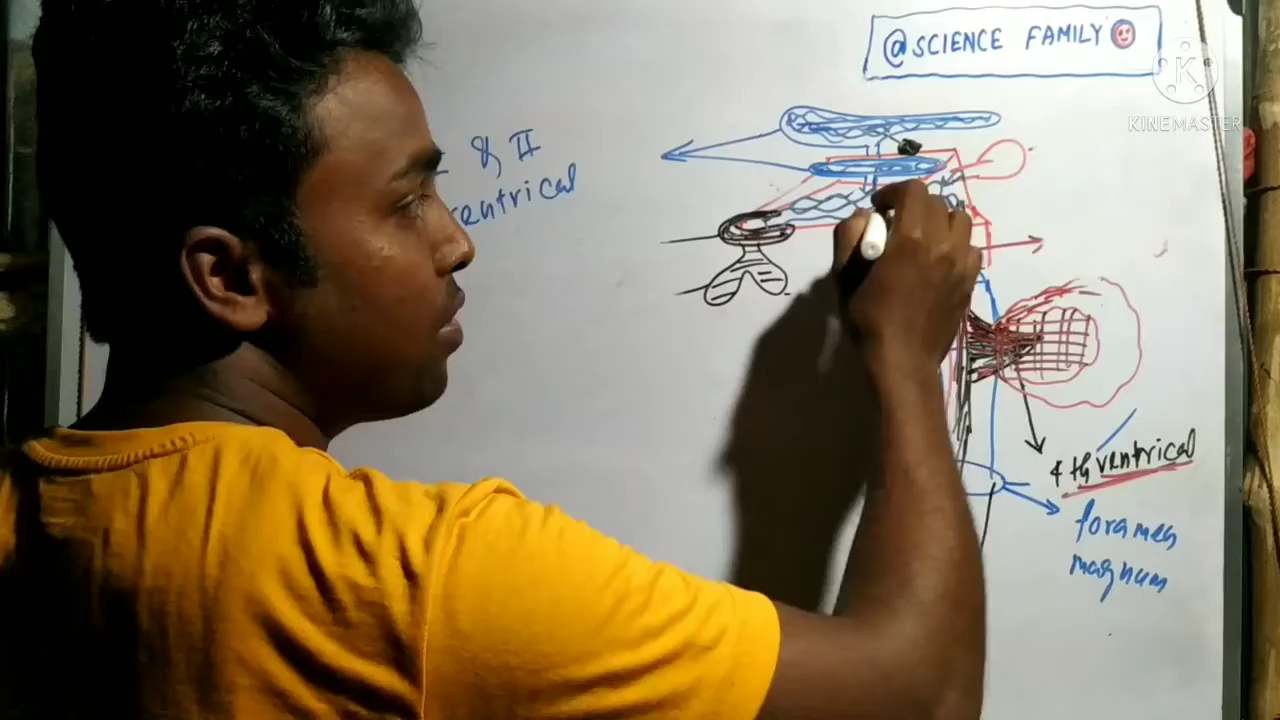 @SCIENCE FAMILY
KINEMASTER
& II
ventrical
4th ventrical
foramen
magnum